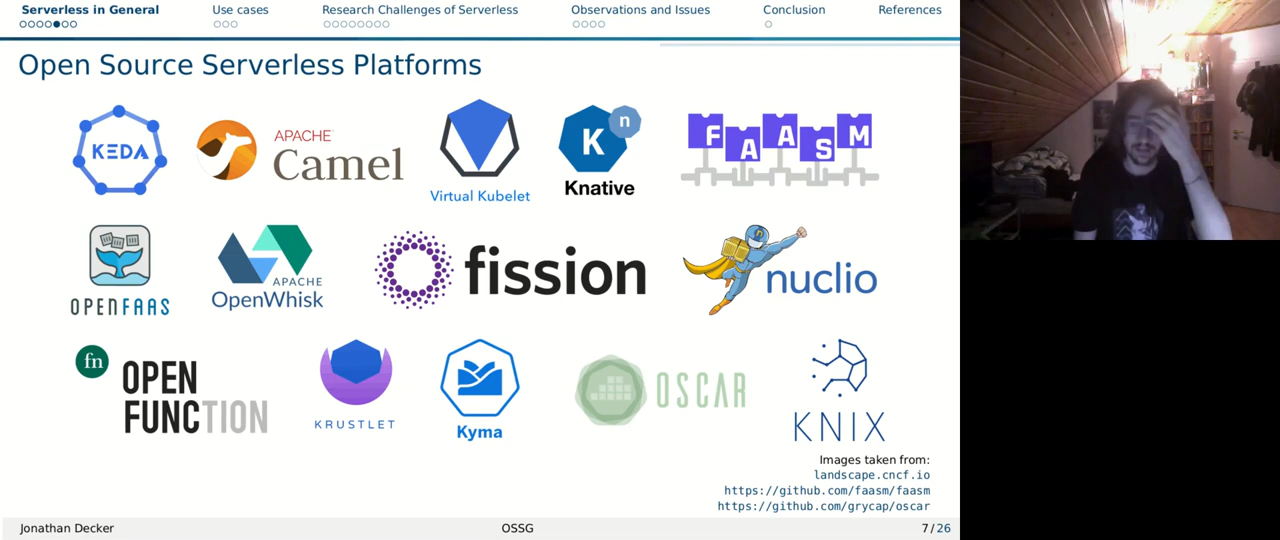 Serverless in General Use cases Research Challenges of Serverless Observations and Issues Conclusion References
Open Source Serverless Platforms
KEDA
APACHE
Camel
Virtual Kubelet
K n
Knative
FAASM
OPENFAAS
APACHE
OpenWhisk
fission
n
nuclio
fn
OPEN
FUNCTION
KRUSTLET
Kyma
OSCAR
KNIX
Images taken from:
landscape.cncf.io
https://github.com/faasm/faasm
https://github.com/grycap/oscar
Jonathan Decker OSSG 7 / 26